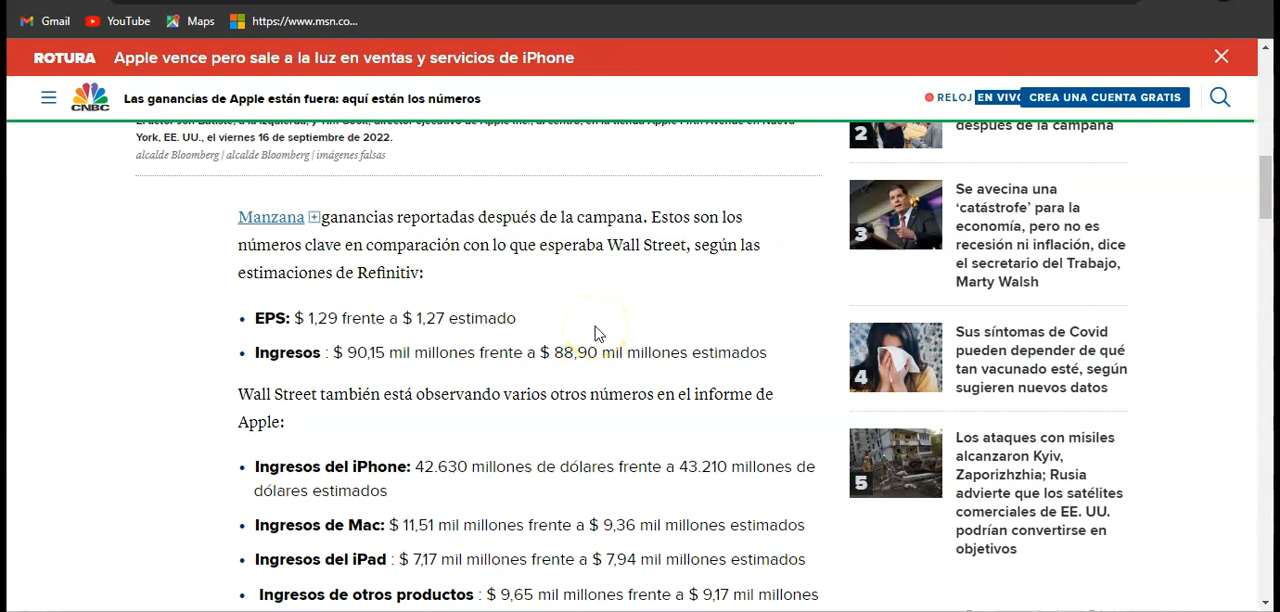 Gmail YouTube Maps https://www.msn.co...
ROTURA Apple vence pero sale a la luz en ventas y servicios de iPhone
CNBC Las ganancias de Apple están fuera: aquí están los números RELOJ EN VIVO CREA UNA CUENTA GRATIS
York, EE. UU., el viernes 16 de septiembre de 2022.
alcalde Bloomberg | alcalde Bloomberg | imágenes falsas
Manzana ganancias reportadas después de la campana. Estos son los
números clave en comparación con lo que esperaba Wall Street, según las
estimaciones de Refinitiv:
• EPS: $ 1,29 frente a $ 1,27 estimado
• Ingresos : $ 90,15 mil millones frente a $ 88,90 mil millones estimados
Wall Street también está observando varios otros números en el informe de
Apple:
• Ingresos del iPhone: 42.630 millones de dólares frente a 43.210 millones de
dólares estimados
• Ingresos de Mac: $ 11,51 mil millones frente a $ 9,36 mil millones estimados
• Ingresos del iPad : $ 7,17 mil millones frente a $ 7,94 mil millones estimados
• Ingresos de otros productos : $ 9,65 mil millones frente a $ 9,17 mil millones
2
después de la campana
3
Se avecina una
‘catástrofe’ para la
economía, pero no es
recesión ni inflación, dice
el secretario del Trabajo,
Marty Walsh
4
Sus síntomas de Covid
pueden depender de qué
tan vacunado esté, según
sugieren nuevos datos
5
Los ataques con misiles
alcanzaron Kyiv,
Zaporizhzhia; Rusia
advierte que los satélites
comerciales de EE. UU.
podrían convertirse en
objetivos